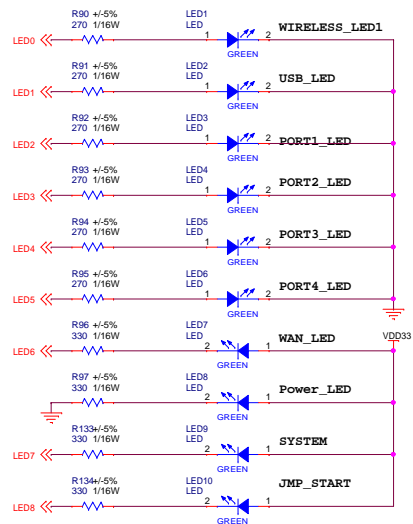 R90 +/-5% LED1 WIRELESS_LED1
270 1/16W LED
LED0 1 2
GREEN
R91 +/-5% LED2 USB_LED
270 1/16W LED
LED1 1 2
GREEN
R92 +/-5% LED3
270 1/16W LED PORT1_LED
LED2 1 2
GREEN
R93 +/-5% LED4 PORT2_LED
270 1/16W LED
LED3 1 2
GREEN
R94 +/-5% LED5 PORT3_LED
270 1/16W LED
LED4 1 2
GREEN
R95 +/-5% LED6 PORT4_LED
270 1/16W LED
LED5 1 2
GREEN
R96 +/-5% LED7 WAN_LED VDD33
330 1/16W LED
LED6 2 1
GREEN
R97 +/-5% LED8 Power_LED
330 1/16W LED
2 1
GREEN
R133+/-5% LED9 SYSTEM
330 1/16W LED
LED7 2 1
GREEN
R134+/-5% LED10 JMP_START
330 1/16W LED
LED8 2 1
GREEN